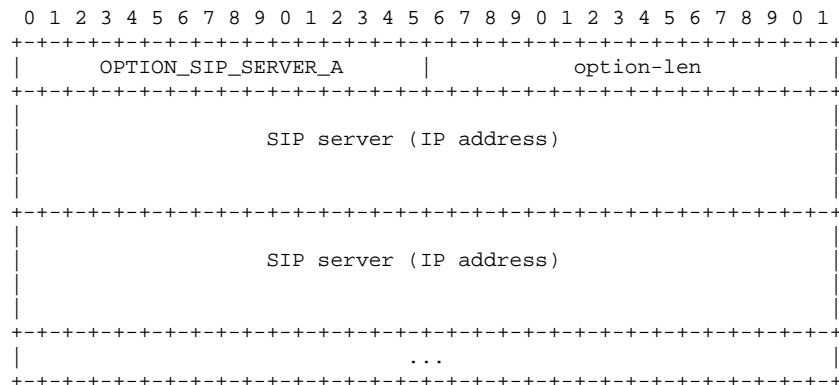 0 1 2 3 4 5 6 7 8 9 0 1 2 3 4 5 6 7 8 9 0 1 2 3 4 5 6 7 8 9 0 1
+-+-+-+-+-+-+-+-+-+-+-+-+-+-+-+-+-+-+-+-+-+-+-+-+-+-+-+-+-+-+-+-+
| OPTION_SIP_SERVER_A | option-len |
+-+-+-+-+-+-+-+-+-+-+-+-+-+-+-+-+-+-+-+-+-+-+-+-+-+-+-+-+-+-+-+-+
| |
| SIP server (IP address) |
| |
| |
+-+-+-+-+-+-+-+-+-+-+-+-+-+-+-+-+-+-+-+-+-+-+-+-+-+-+-+-+-+-+-+-+
| |
| SIP server (IP address) |
| |
| |
+-+-+-+-+-+-+-+-+-+-+-+-+-+-+-+-+-+-+-+-+-+-+-+-+-+-+-+-+-+-+-+-+
| ... |
+-+-+-+-+-+-+-+-+-+-+-+-+-+-+-+-+-+-+-+-+-+-+-+-+-+-+-+-+-+-+-+-+